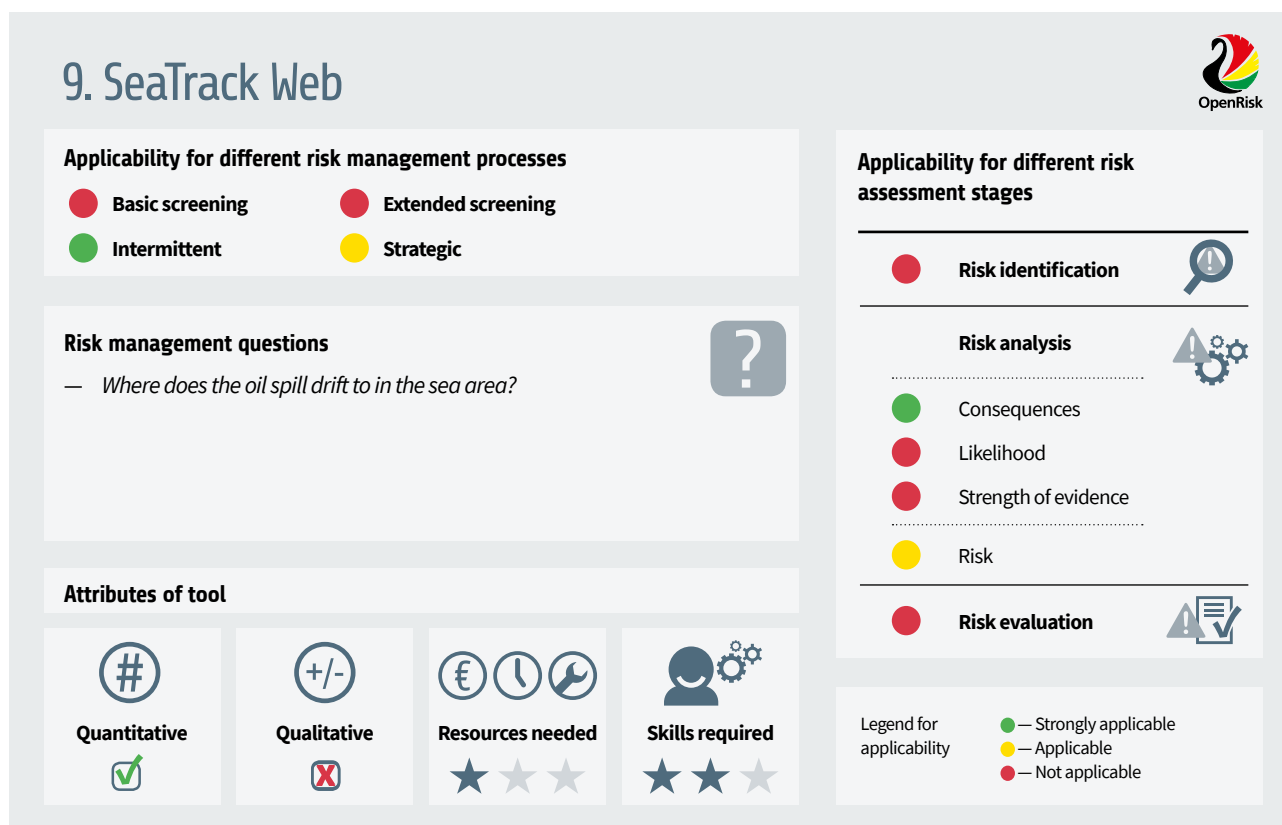 9. SeaTrack Web
OpenRisk
Applicability for different risk management processes
Basic screening
Extended screening
Intermittent
Strategic
Risk management questions
?
— Where does the oil spill drift to in the sea area?
Attributes of tool
#
Quantitative
+/-
Qualitative
X
€
Resources needed
Skills required
Applicability for different risk
assessment stages
Risk identification
!
Risk analysis
!
Consequences
Likelihood
Strength of evidence
Risk
Risk evaluation
!
Legend for
applicability
— Strongly applicable
— Applicable
— Not applicable